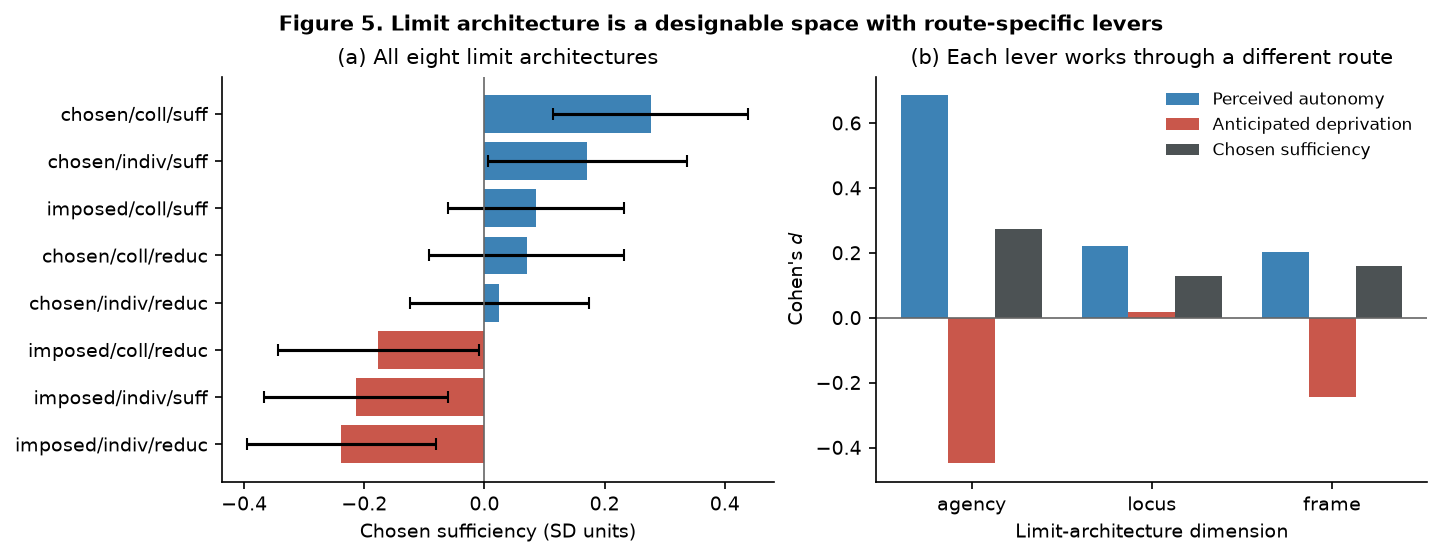 Figure 5. Limit architecture is a designable space with route-specific levers
(a) All eight limit architectures
chosen/coll/suff
chosen/indiv/suff
imposed/coll/suff
chosen/coll/reduc
chosen/indiv/reduc
imposed/coll/reduc
imposed/indiv/suff
imposed/indiv/reduc
−0.4
−0.2
0.0
0.2
0.4
Chosen sufficiency (SD units)
(b) Each lever works through a different route
Perceived autonomy
Anticipated deprivation
Chosen sufficiency
Cohen's d
0.6
0.4
0.2
0.0
−0.2
−0.4
agency
locus
frame
Limit-architecture dimension